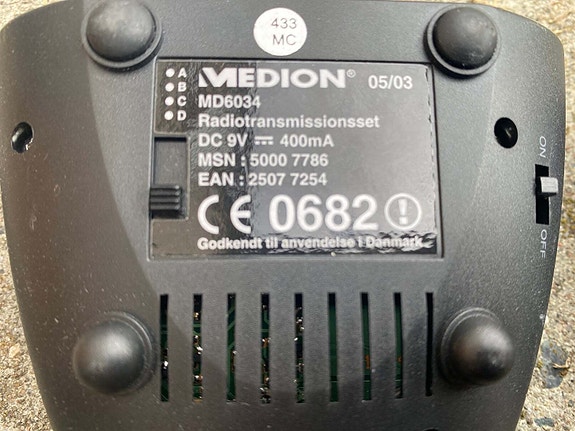 433
MC
A MEDION® 05/03
B
C MD6034
D Radiotransmissionsset
DC 9V 400mA
MSN : 5000 7786
EAN : 2507 7254
CE 0682
Godkendt til anvendelse i Danmark
ON
OFF